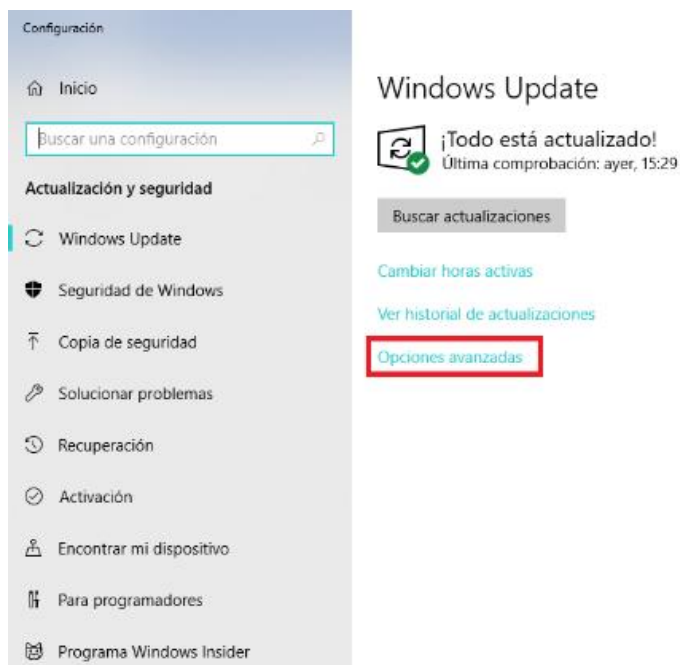 Configuración
Inicio
Buscar una configuración
Actualización y seguridad
Windows Update
Seguridad de Windows
Copia de seguridad
Solucionar problemas
Recuperación
Activación
Encontrar mi dispositivo
Para programadores
Programa Windows Insider
Windows Update
¡Todo está actualizado!
Última comprobación: ayer, 15:29
Buscar actualizaciones
Cambiar horas activas
Ver historial de actualizaciones
Opciones avanzadas